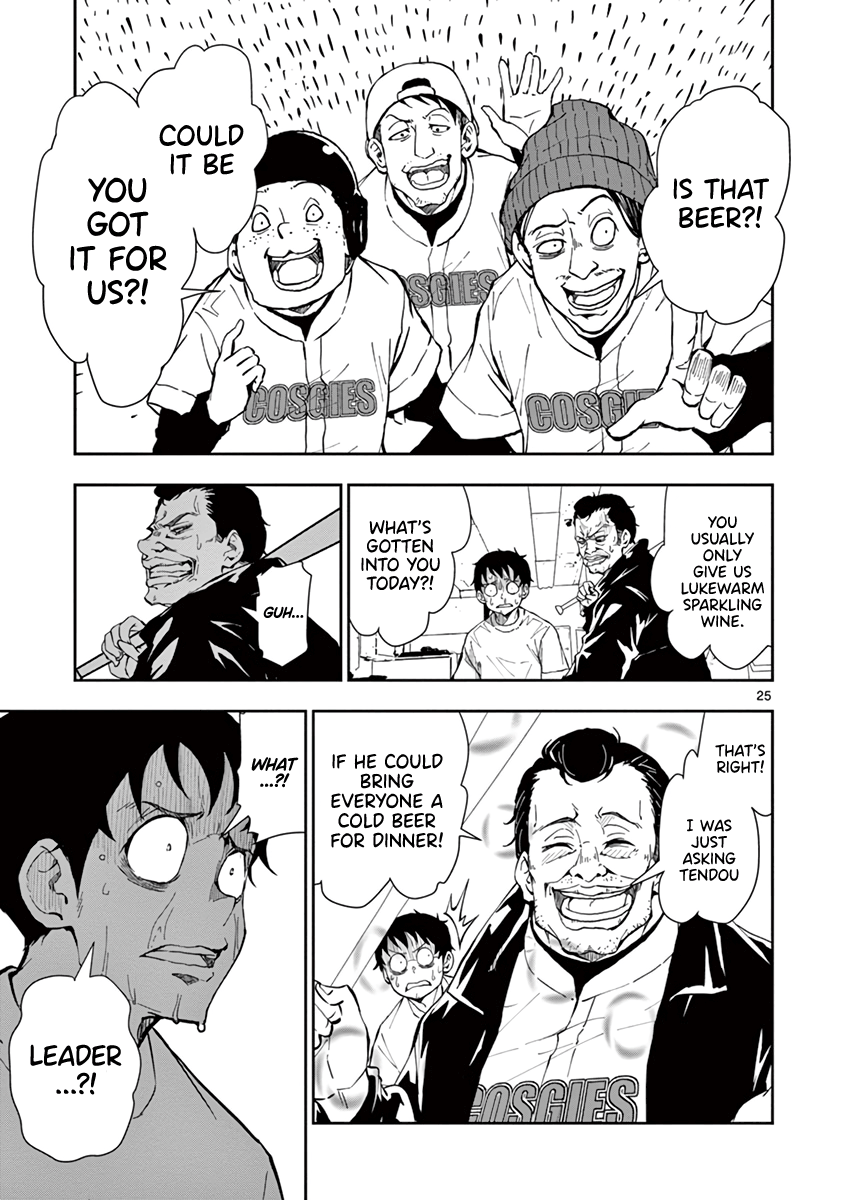 IS THAT
BEER?!
COULD
IT BE
YOU
GOT
IT FOR
US?!
COSGIES
COSGIES
OSGIES
YOU
USUALLY
ONLY
GIVE US
LUKEWARM
SPARKLING
WINE.
WHAT'S
GOTTEN
INTO YOU
TODAY?!
GUH...
25
THAT'S
RIGHT!
I WAS
JUST
ASKING
TENDOU
IF HE COULD
BRING
EVERYONE A
COLD BEER
FOR DINNER!
COSGIES
WHAT
...?!
LEADER
...?!